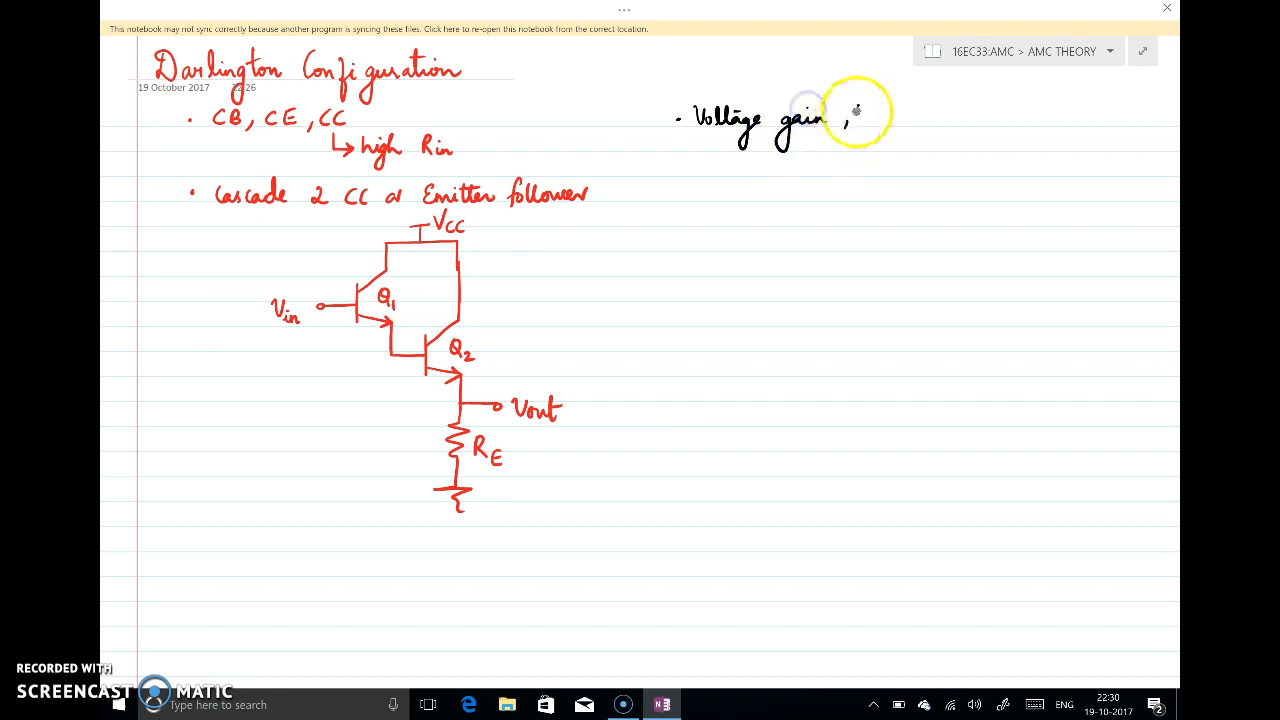 This notebook may not sync correctly because another program is syncing these files. Click here to re-open this notebook from the correct location.
16EC33:AMC > AMC THEORY
Darlington Configuration
19 October 2017 22:26
· CB, CE, CC
↳ high Rin
· Cascade 2 CC or Emitter follower
VCC
Vin
Q1
Q2
Vout
RE
· Voltage gain ,
RECORDED WITH
SCREENCAST MATIC
Type here to search
ENG
22:30
19-10-2017
2